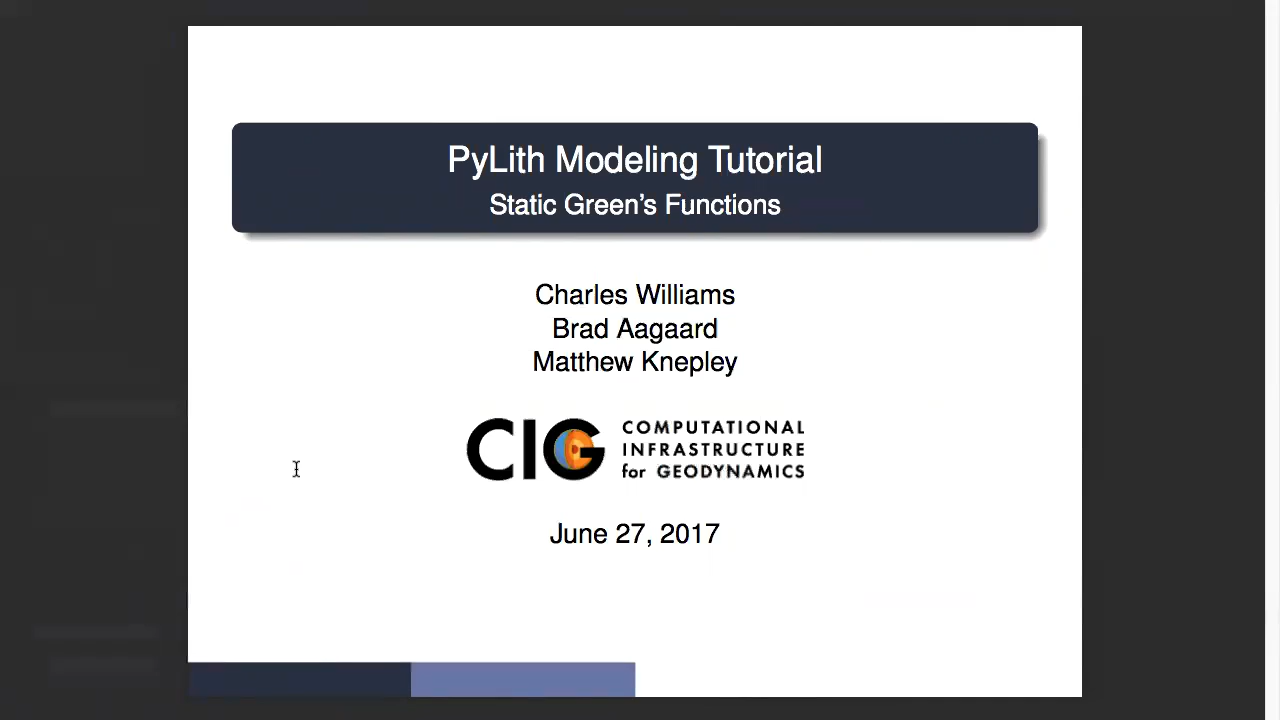 PyLith Modeling Tutorial
Static Green's Functions
Charles Williams
Brad Aagaard
Matthew Knepley
CIG
COMPUTATIONAL
INFRASTRUCTURE
for GEODYNAMICS
June 27, 2017